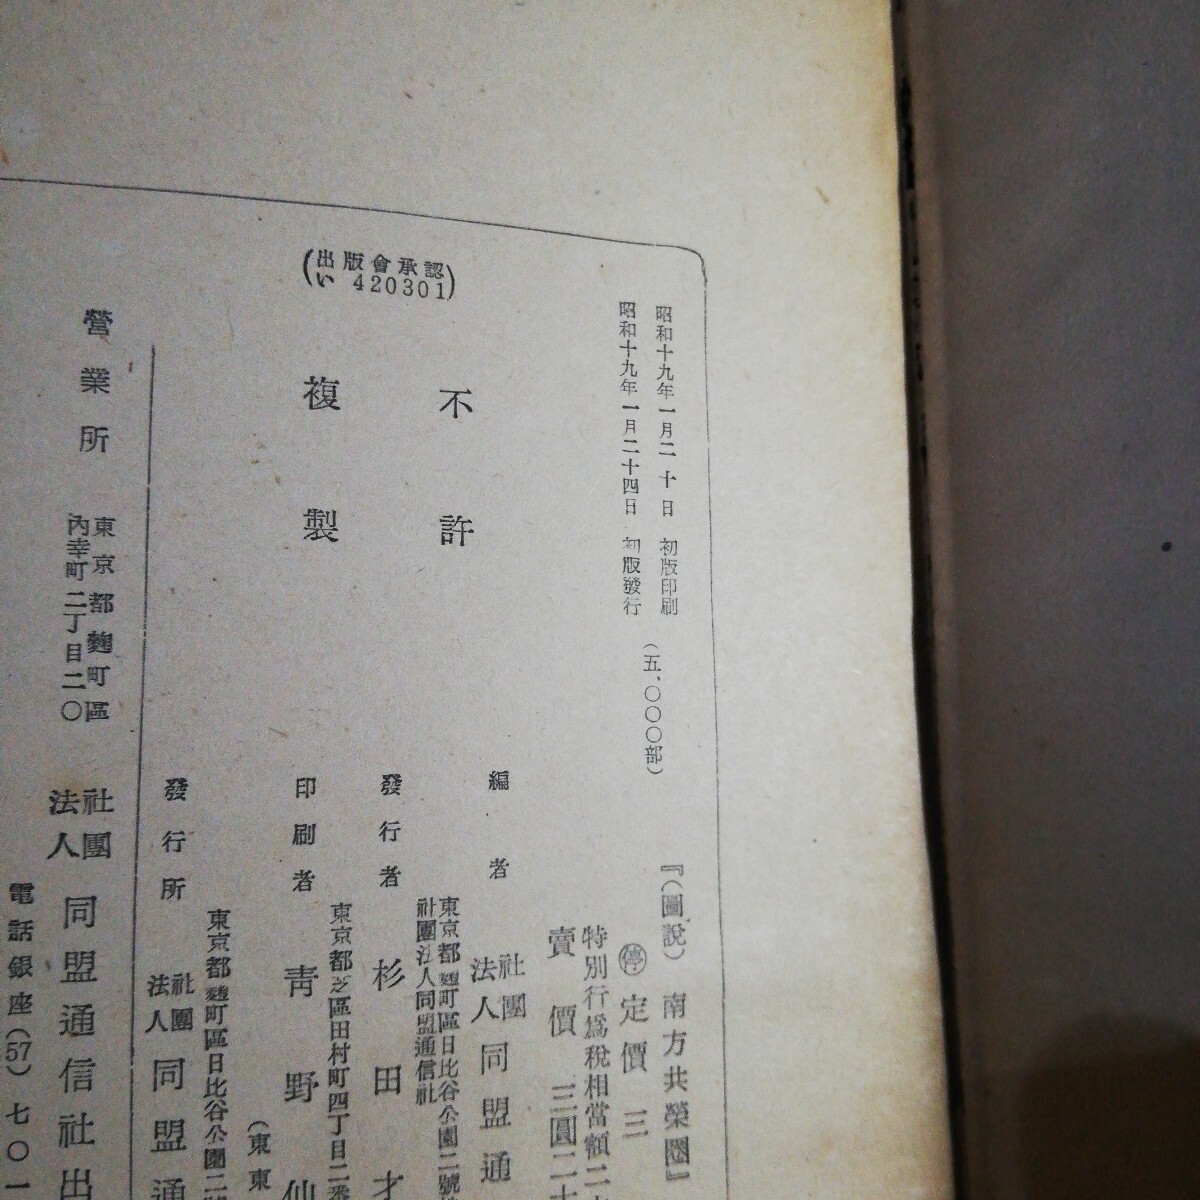 昭和十九年一月二十日　初版印刷
昭和十九年一月二十四日　初版發行
（五、〇〇〇部）
『（圖說）南方共榮圈』
㊡定價三
特別行爲稅相當額二
賣價三圓二十
(出版會承認
い 420301)
不許
複製
編者
社團
法人
同盟通
東京都麴町區日比谷公園二號
社團法人同盟通信社
發行者
杉田才
東京都芝區田村町四丁目二番
印刷者
靑野仙
（東東
東京都麴町區日比谷公園二號
發行所
社團
法人
同盟通
營業所
東京都麴町區
內幸町二丁目二〇
社團
法人
同盟通信社出
電話銀座(57)七〇一